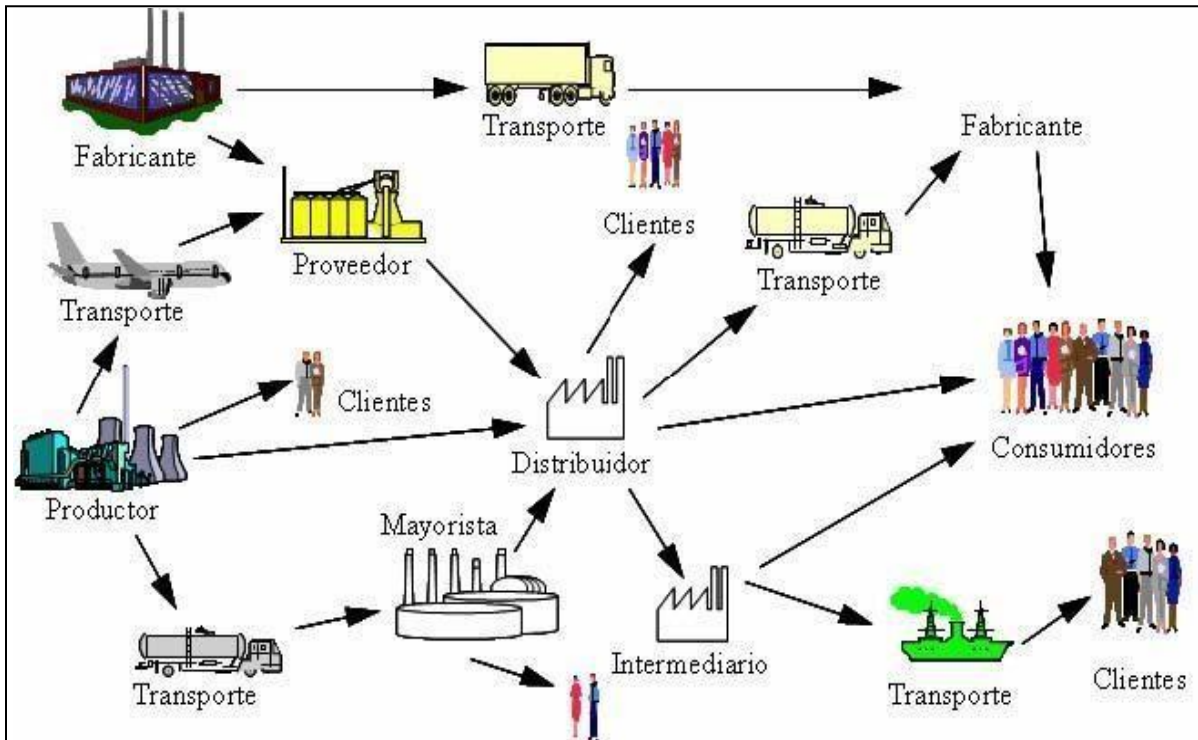 Transporte
Fabricante
Fabricante
Clientes
Proveedor
Transporte
Transporte
Clientes
Consumidores
Distribuidor
Productor
Mayorista
Intermediario
Transporte
Transporte
Clientes